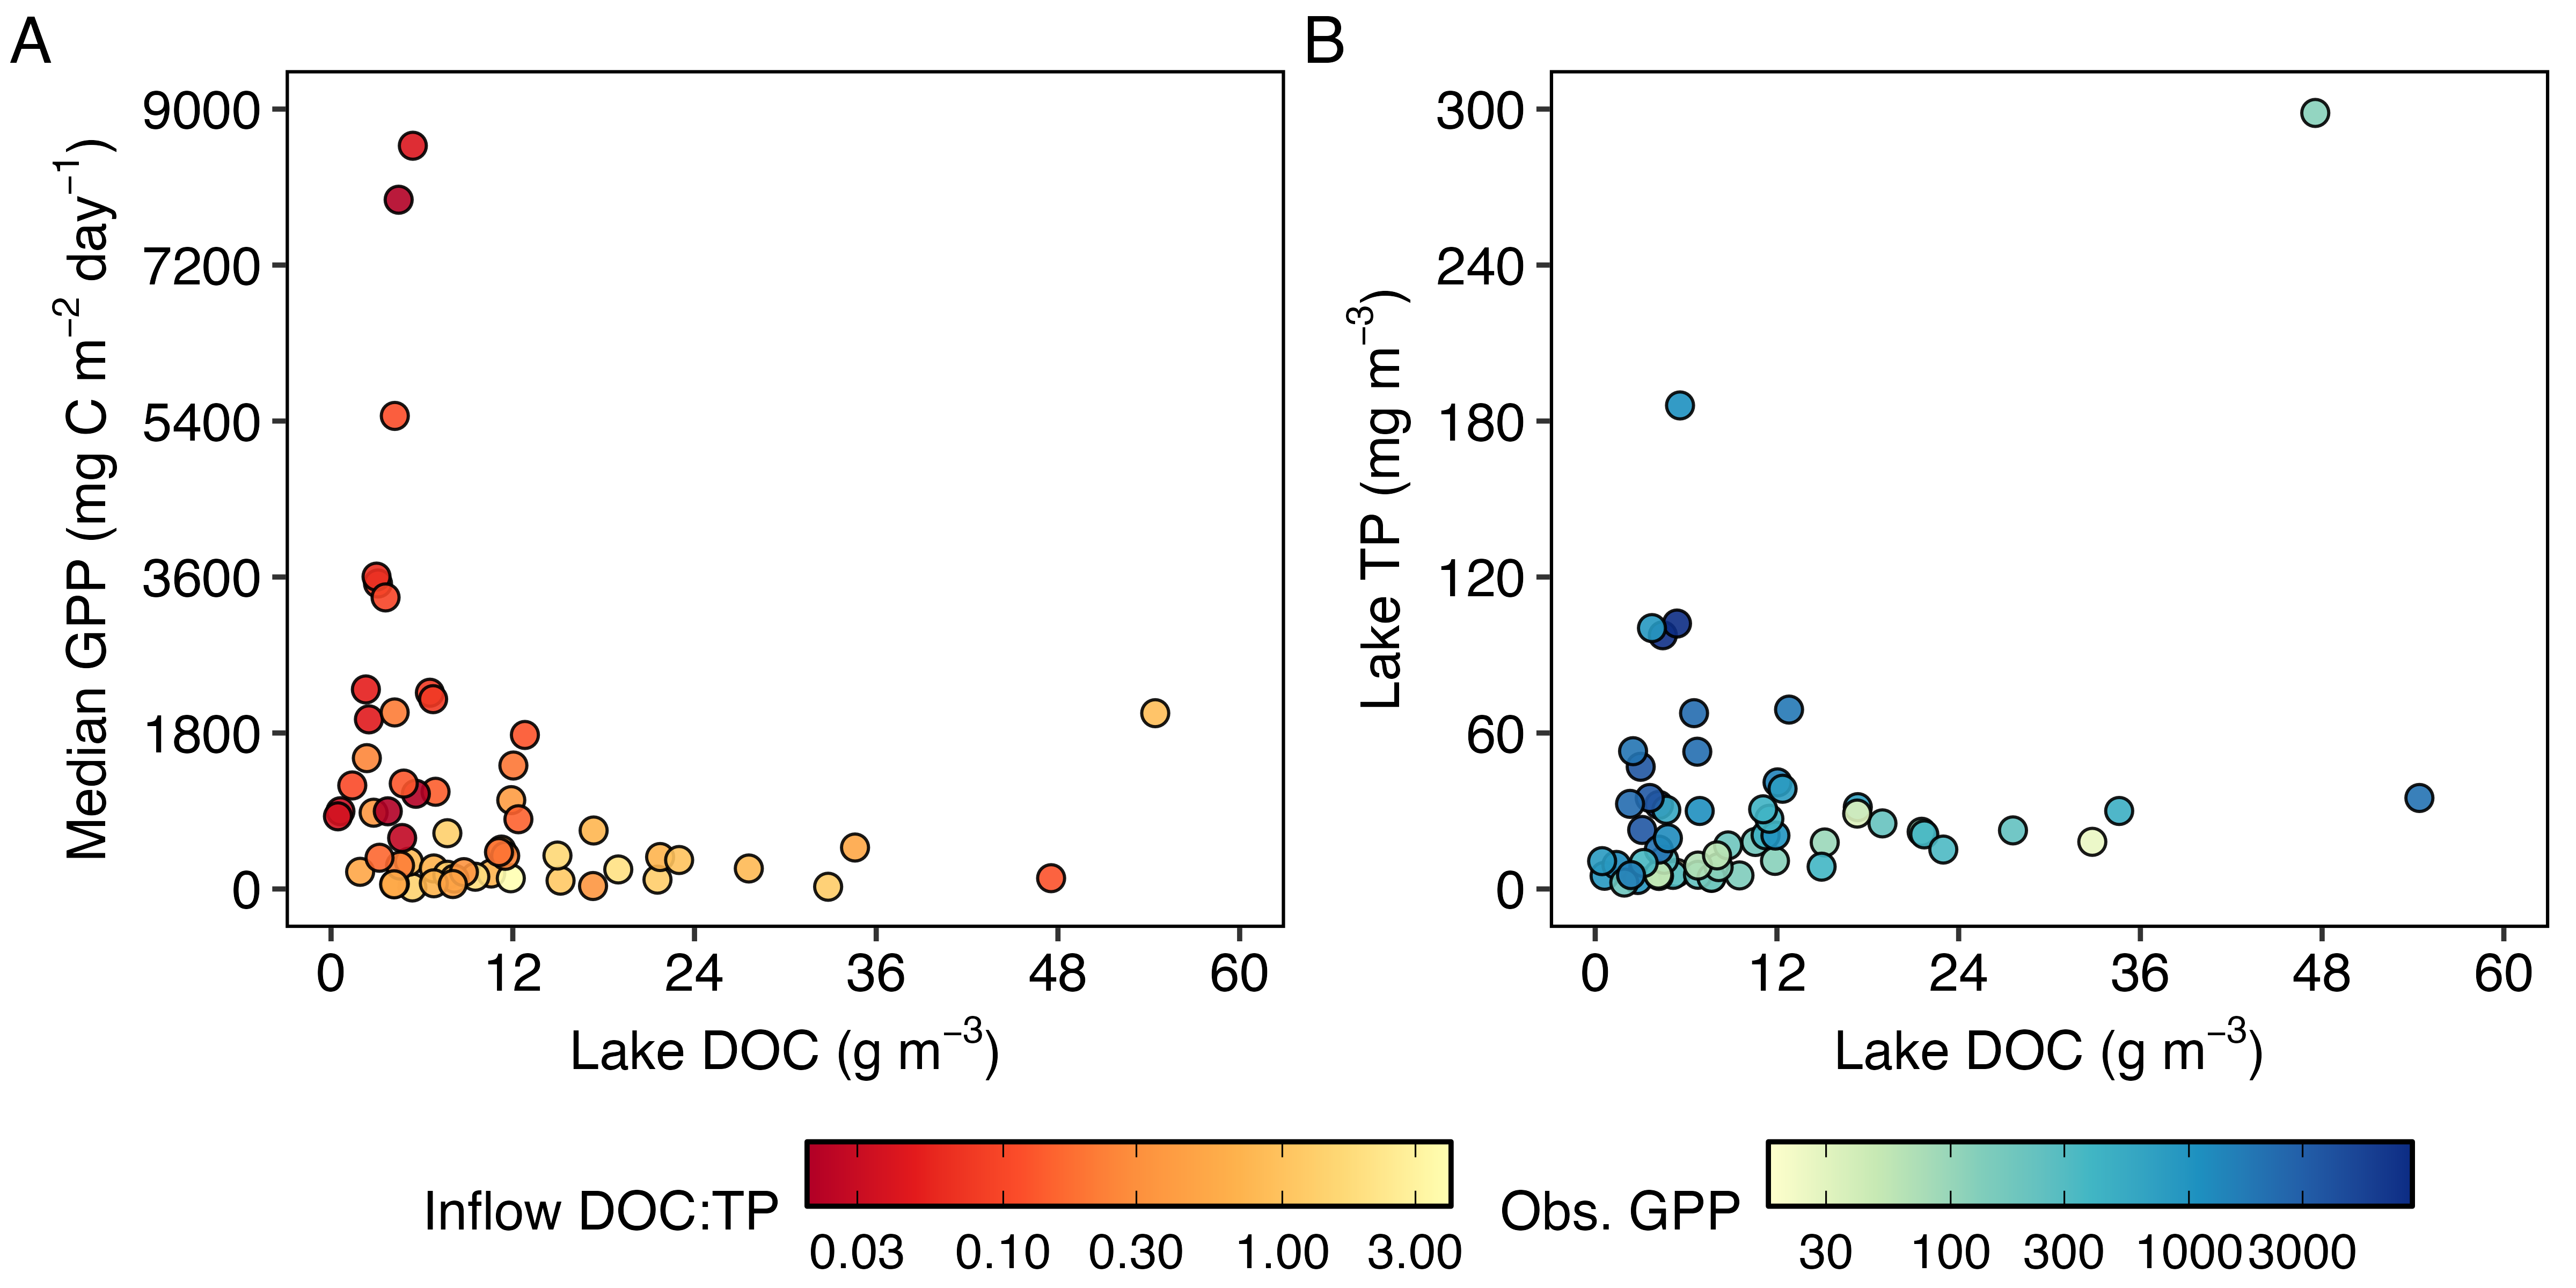 A
B
9000
7200
5400
3600
1800
0
Median GPP (mg C m⁻² day⁻¹)
0 12 24 36 48 60
Lake DOC (g m⁻³)
300
240
180
120
60
0
Lake TP (mg m⁻³)
0 12 24 36 48 60
Lake DOC (g m⁻³)
Inflow DOC:TP
0.03 0.10 0.30 1.00 3.00
Obs. GPP
30 100 300 1000 3000